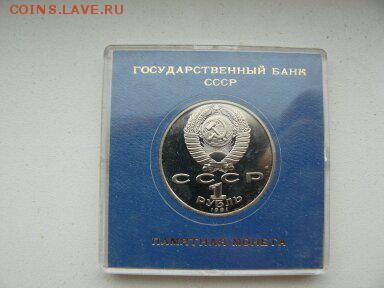 COINS.LAVE.RU
ГОСУДАРСТВЕННЫЙ БАНК
СССР
СССР
1
РУБЛЬ
ПАМЯТНАЯ МОНЕТА